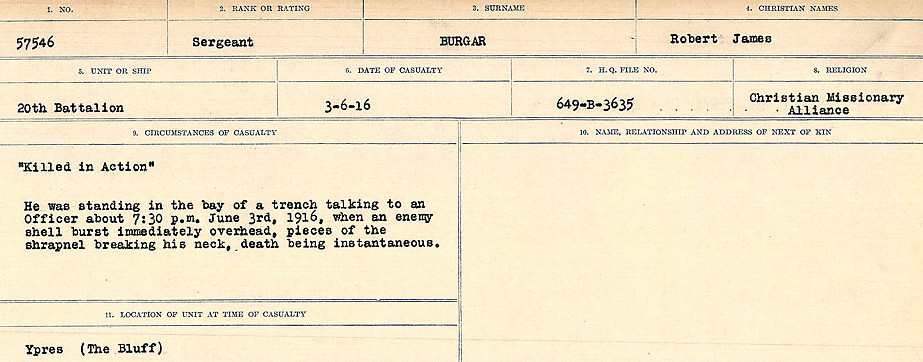 1. NO. 2. RANK OR RATING 3. SURNAME 4. CHRISTIAN NAMES
57546 Sergeant BURGAR Robert James
5. UNIT OR SHIP 6. DATE OF CASUALTY 7. H.Q. FILE NO. 8. RELIGION
20th Battalion 3-6-16 649-B-3635 Christian Missionary
Alliance
9. CIRCUMSTANCES OF CASUALTY 10. NAME, RELATIONSHIP AND ADDRESS OF NEXT OF KIN
"Killed in Action"
He was standing in the bay of a trench talking to an
Officer about 7:30 p.m. June 3rd, 1916, when an enemy
shell burst immediately overhead, pieces of the
shrapnel breaking his neck, death being instantaneous.
11. LOCATION OF UNIT AT TIME OF CASUALTY
Ypres (The Bluff)